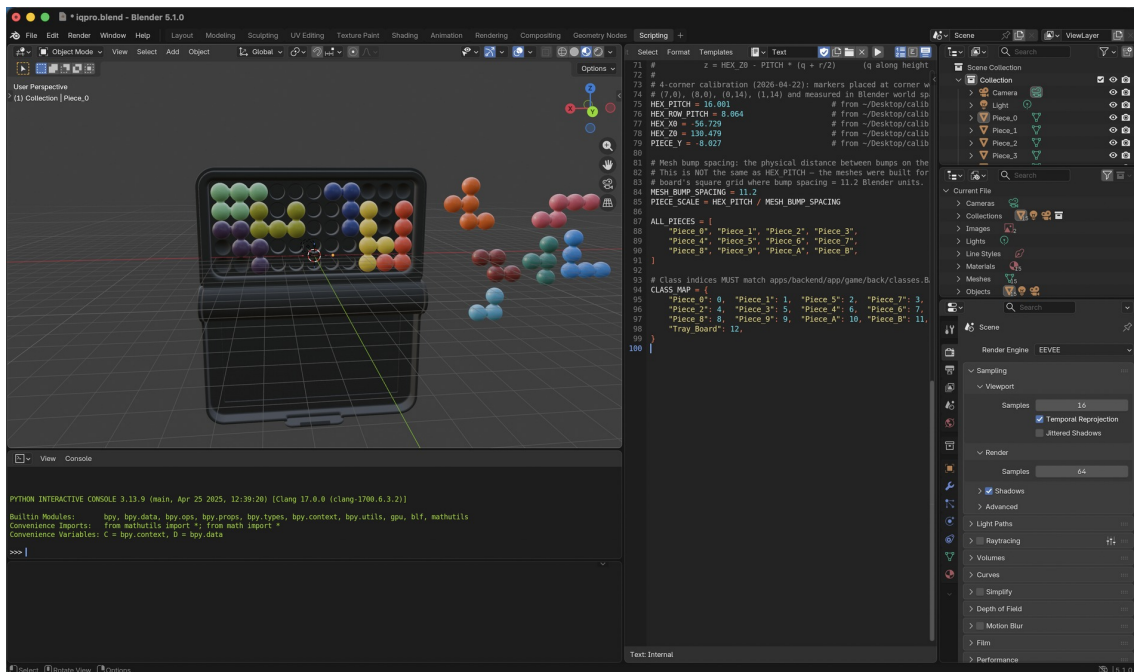 * iqpro.blend - Blender 5.1.0
File Edit Render Window Help Layout Modeling Sculpting UV Editing Texture Paint Shading Animation Rendering Compositing Geometry Nodes Scripting + Scene ViewLayer
Object Mode View Select Add Object Global
Options
User Perspective
(1) Collection | Piece_0
Z
X
Y
Select Format Templates Text
71 # z = HEX_Z0 - PITCH * (q + r/2) (q along height
72 #
73 # 4-corner calibration (2026-04-22): markers placed at corner w
74 # (7,0), (8,0), (0,14), (1,14) and measured in Blender world sp
75 HEX_PITCH = 16.001 # from ~/Desktop/calib
76 HEX_ROW_PITCH = 8.064 # from ~/Desktop/calib
77 HEX_X0 = -56.729 # from ~/Desktop/calib
78 HEX_Z0 = 130.479 # from ~/Desktop/calib
79 PIECE_Y = -8.027 # from ~/Desktop/calib
80
81 # Mesh bump spacing: the physical distance between bumps on the
82 # This is NOT the same as HEX_PITCH — the meshes were built for
83 # board's square grid where bump spacing = 11.2 Blender units.
84 MESH_BUMP_SPACING = 11.2
85 PIECE_SCALE = HEX_PITCH / MESH_BUMP_SPACING
86
87 ALL_PIECES = [
88 "Piece_0", "Piece_1", "Piece_2", "Piece_3",
89 "Piece_4", "Piece_5", "Piece_6", "Piece_7",
90 "Piece_8", "Piece_9", "Piece_A", "Piece_B",
91 ]
92
93 # Class indices MUST match apps/backend/app/game/back/classes.B
94 CLASS_MAP = {
95 "Piece_0": 0, "Piece_1": 1, "Piece_5": 2, "Piece_7": 3,
96 "Piece_2": 4, "Piece_3": 5, "Piece_4": 6, "Piece_6": 7,
97 "Piece_8": 8, "Piece_9": 9, "Piece_A": 10, "Piece_B": 11,
98 "Tray_Board": 12,
99 }
100
Text: Internal
Search
Scene Collection
Collection
Camera
Light
Piece_0
Piece_1
Piece_2
Piece_3
Search
Current File
Cameras
Collections
Images
Lights
Line Styles
Materials
Meshes
Objects
Search
Scene
Render Engine EEVEE
Sampling
Viewport
Samples 16
Temporal Reprojection
Jittered Shadows
Render
Samples 64
Shadows
Advanced
Light Paths
Raytracing
Volumes
Curves
Simplify
Depth of Field
Motion Blur
Film
Performance
View Console
PYTHON INTERACTIVE CONSOLE 3.13.9 (main, Apr 25 2025, 12:39:20) [Clang 17.0.0 (clang-1700.6.3.2)]
Builtin Modules: bpy, bpy.data, bpy.ops, bpy.props, bpy.types, bpy.context, bpy.utils, gpu, blf, mathutils
Convenience Imports: from mathutils import *; from math import *
Convenience Variables: C = bpy.context, D = bpy.data
>>>
Select Rotate View Options
5.1.0